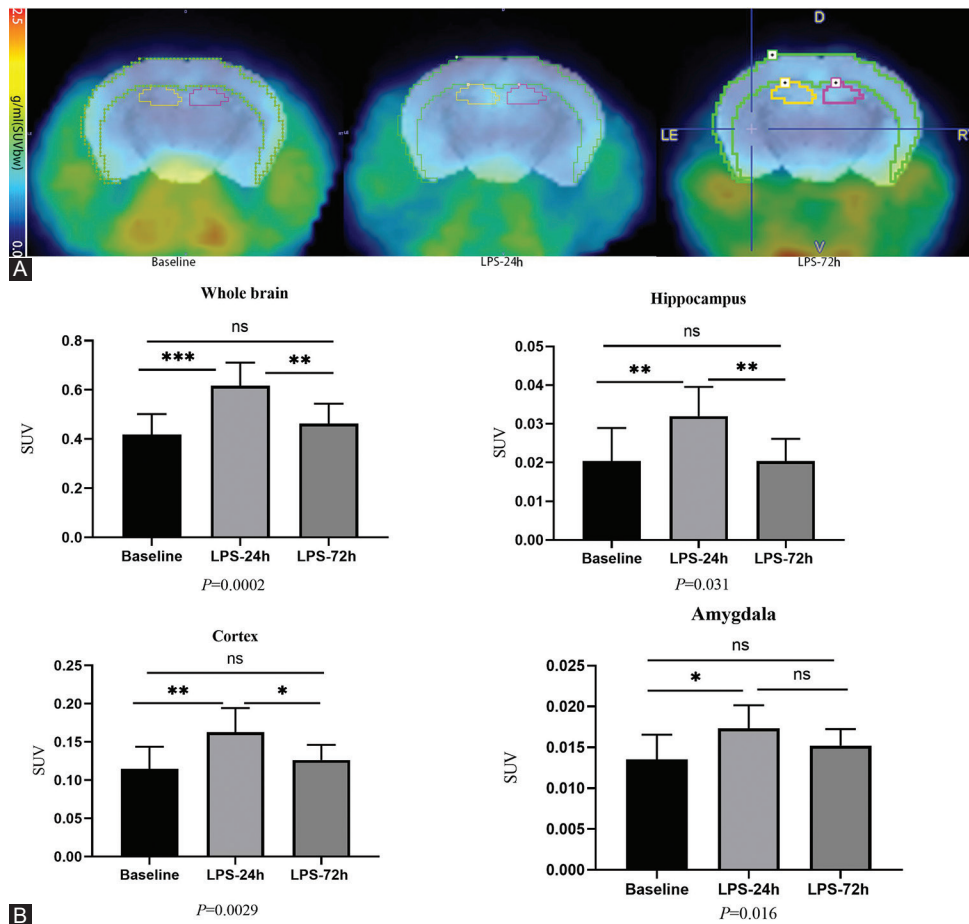 2.5
g/ml(SUVbw)
0.0
D
LE
V
A
Baseline
LPS-24h
LPS-72h
Whole brain
SUV
0.8
0.6
0.4
0.2
0.0
ns
***
**
Baseline
LPS-24h
LPS-72h
P=0.0002
Hippocampus
SUV
0.05
0.04
0.03
0.02
0.01
0.00
ns
**
**
Baseline
LPS-24h
LPS-72h
P=0.031
Cortex
SUV
0.25
0.20
0.15
0.10
0.05
0.00
ns
**
*
Baseline
LPS-24h
LPS-72h
P=0.0029
Amygdala
SUV
0.025
0.020
0.015
0.010
0.005
0.000
ns
*
ns
Baseline
LPS-24h
LPS-72h
P=0.016
B